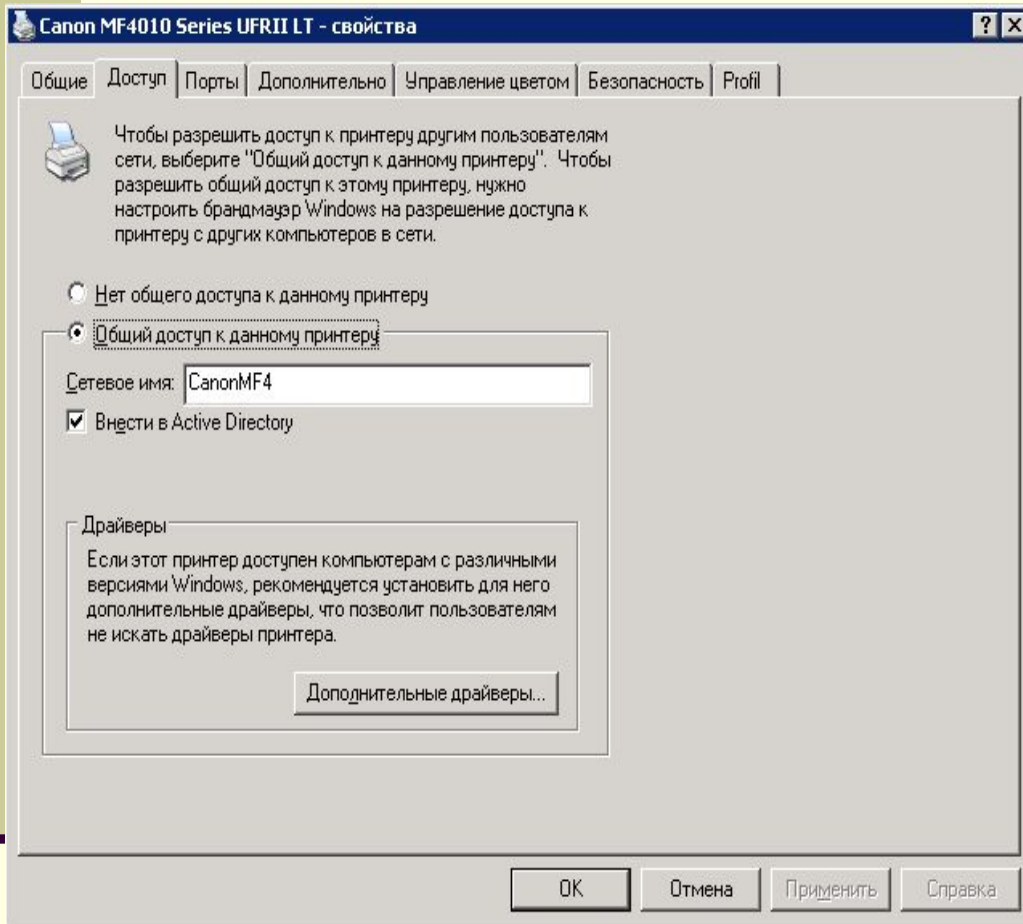 Canon MF4010 Series UFRII LT - свойства
Общие Доступ Порты Дополнительно Управление цветом Безопасность Profil
Чтобы разрешить доступ к принтеру другим пользователям
сети, выберите "Общий доступ к данному принтеру". Чтобы
разрешить общий доступ к этому принтеру, нужно
настроить брандмауэр Windows на разрешение доступа к
принтеру с других компьютеров в сети.
Нет общего доступа к данному принтеру
Общий доступ к данному принтеру
Сетевое имя: CanonMF4
Внести в Active Directory
Драйверы
Если этот принтер доступен компьютерам с различными
версиями Windows, рекомендуется установить для него
дополнительные драйверы, что позволит пользователям
не искать драйверы принтера.
Дополнительные драйверы...
OK Отмена Применить Справка